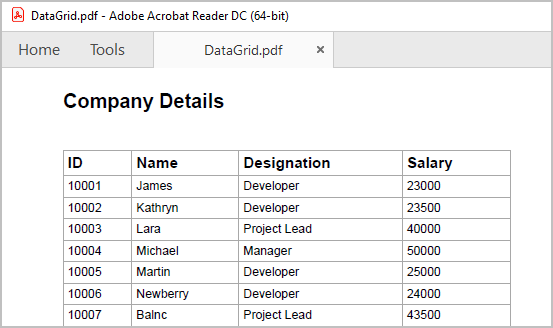 DataGrid.pdf - Adobe Acrobat Reader DC (64-bit)
Home Tools DataGrid.pdf ×
Company Details
ID Name Designation Salary
10001 James Developer 23000
10002 Kathryn Developer 23500
10003 Lara Project Lead 40000
10004 Michael Manager 50000
10005 Martin Developer 25000
10006 Newberry Developer 24000
10007 Balnc Project Lead 43500